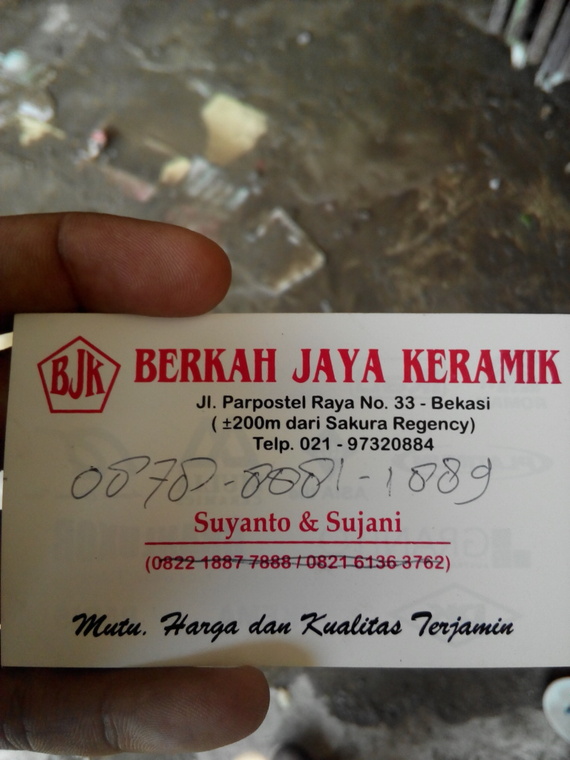 BJK
BERKAH JAYA KERAMIK
Jl. Parpostel Raya No. 33 - Bekasi
( ±200m dari Sakura Regency)
Telp. 021 - 97320884
0878-8881-1889
Suyanto & Sujani
(0822 1887 7888 / 0821 6136 3762)
Mutu, Harga dan Kualitas Terjamin